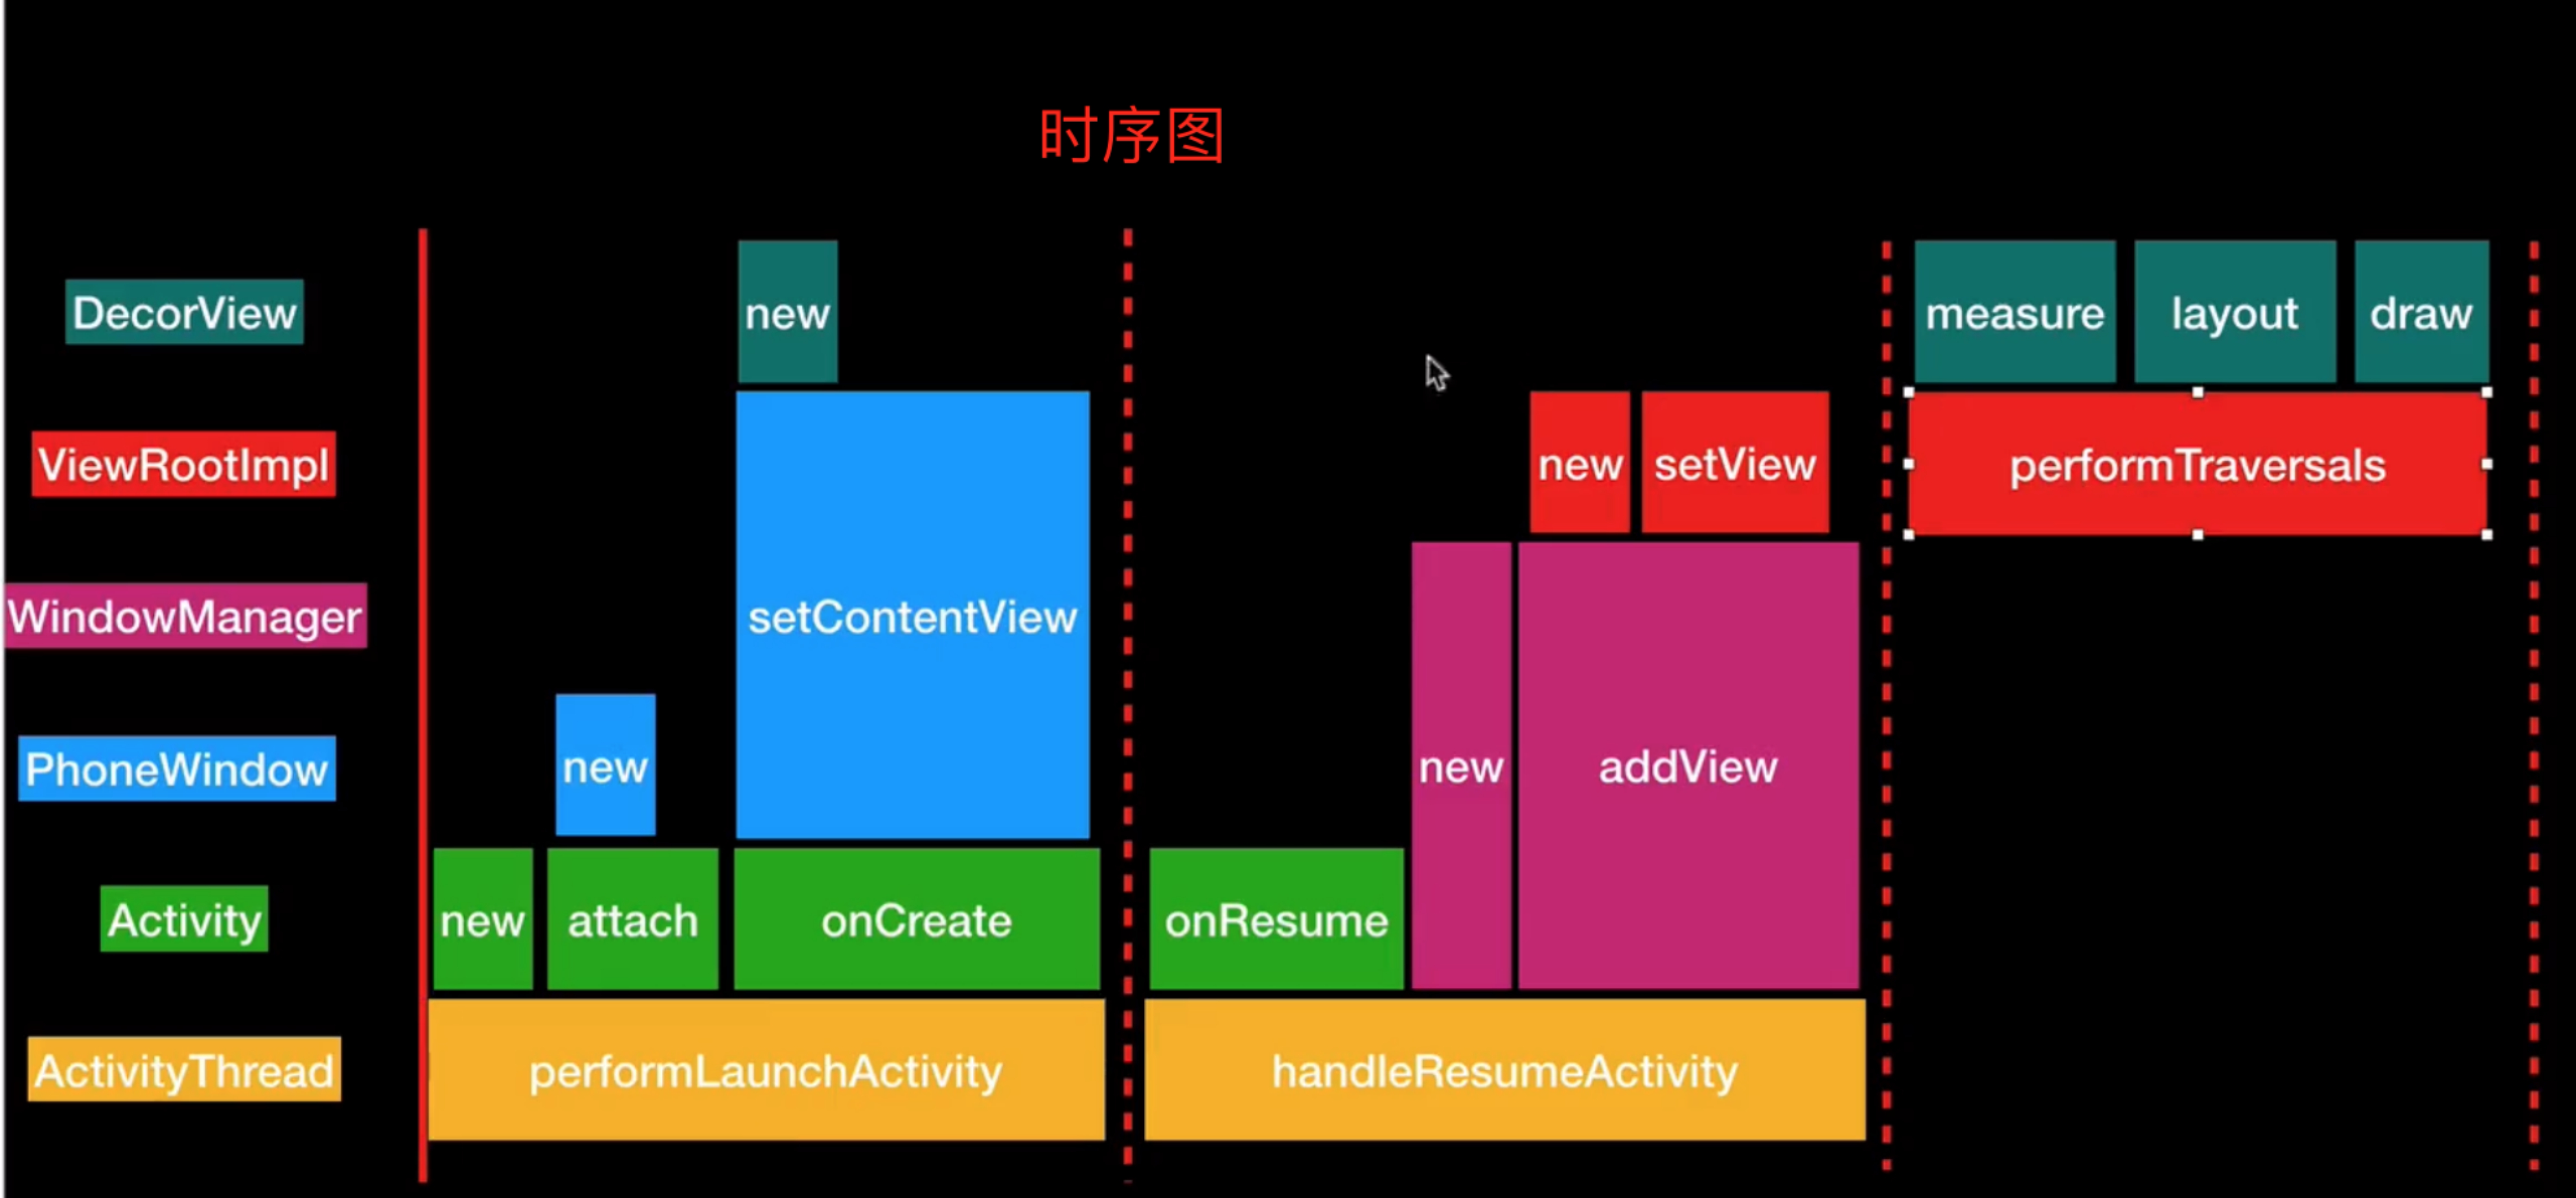 时序图
DecorView
new
measure
layout
draw
ViewRootImpl
new
setView
performTraversals
WindowManager
setContentView
PhoneWindow
new
new
addView
Activity
new
attach
onCreate
onResume
ActivityThread
performLaunchActivity
handleResumeActivity